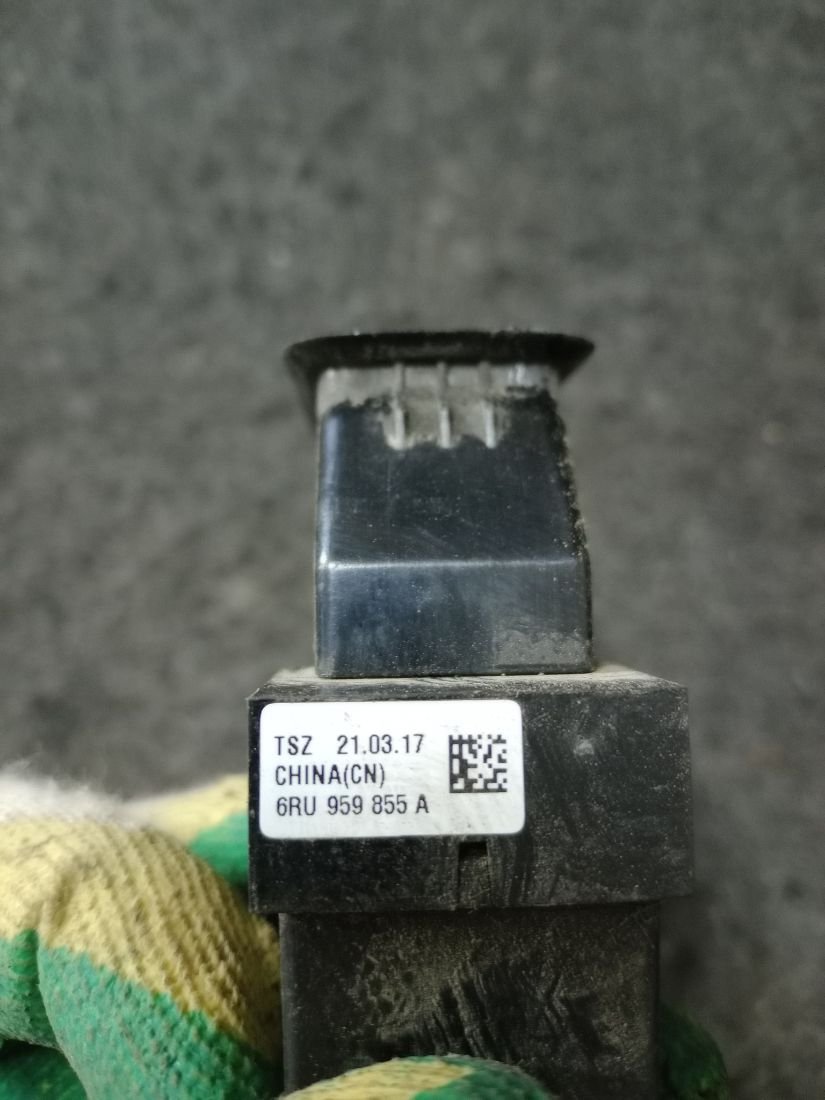 TSZ 21.03.17
CHINA(CN)
6RU 959 855 A